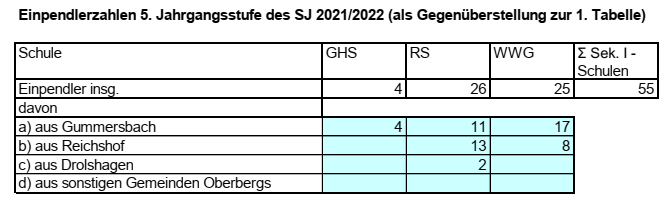 Einpendlerzahlen 5. Jahrgangsstufe des SJ 2021/2022 (als Gegenüberstellung zur 1. Tabelle)
Schule GHS RS WWG Σ Sek. I -
Schulen
Einpendler insg. 4 26 25 55
davon
a) aus Gummersbach 4 11 17
b) aus Reichshof 13 8
c) aus Drolshagen 2
d) aus sonstigen Gemeinden Oberbergs